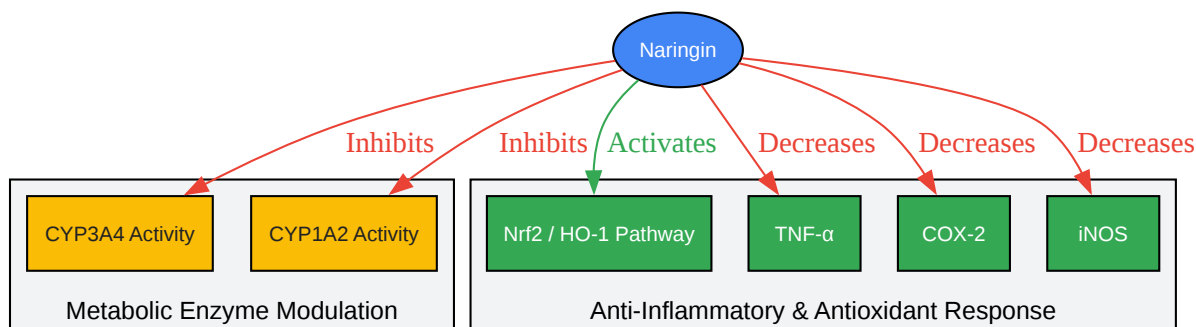 Naringin
Inhibits
Inhibits
Activates
Decreases
Decreases
Decreases
CYP3A4 Activity
CYP1A2 Activity
Nrf2 / HO-1 Pathway
TNF-α
COX-2
iNOS
Metabolic Enzyme Modulation
Anti-Inflammatory & Antioxidant Response